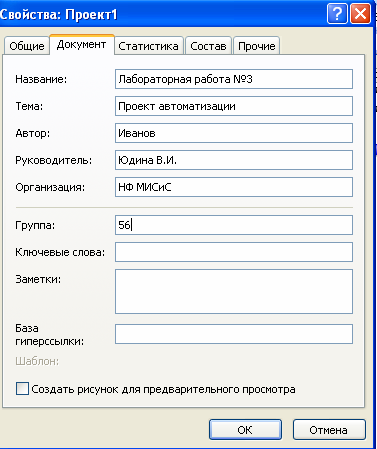 Свойства: Проект1
Общие Документ Статистика Состав Прочие
Название: Лабораторная работа №3
Тема: Проект автоматизации
Автор: Иванов
Руководитель: Юдина В.И.
Организация: НФ МИСиС
Группа: 56
Ключевые слова:
Заметки:
База
гиперссылки:
Шаблон:
Создать рисунок для предварительного просмотра
ОК Отмена